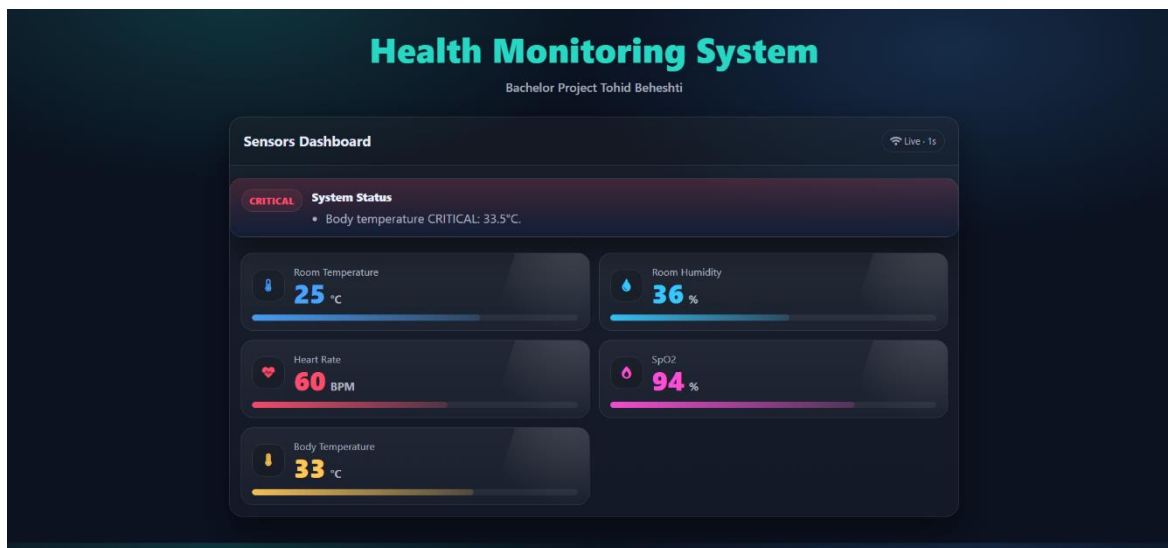 Health Monitoring System
Bachelor Project Tohid Beheshti
Sensors Dashboard
Live · 1s
CRITICAL
System Status
• Body temperature CRITICAL: 33.5°C.
Room Temperature
25 °C
Room Humidity
36 %
Heart Rate
60 BPM
SpO2
94 %
Body Temperature
33 °C